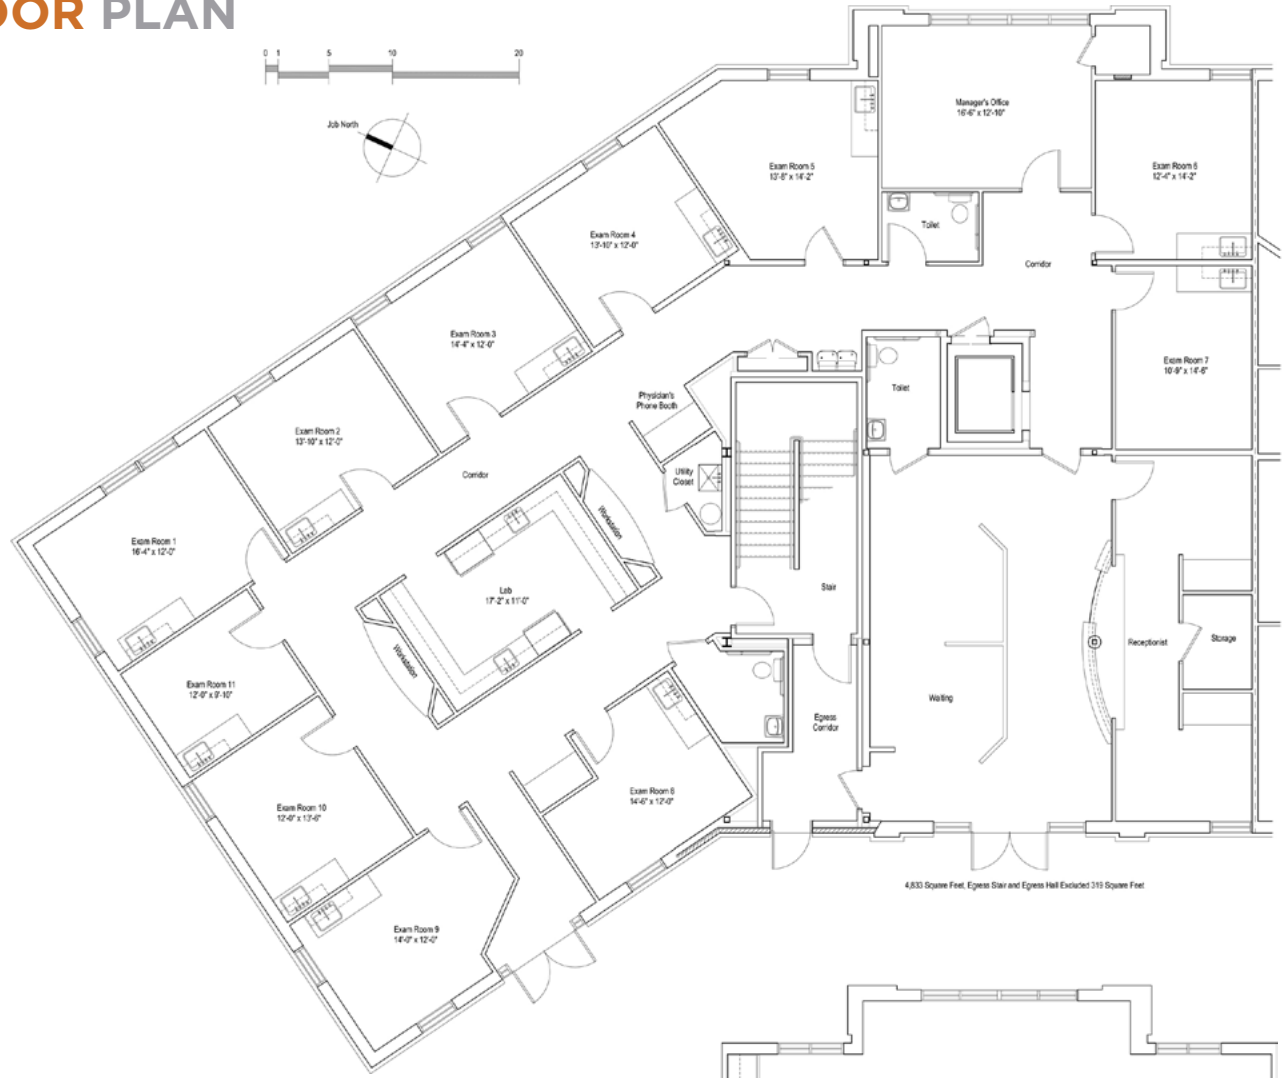 OOR PLAN
0 1 5 10 20
Job North
Manager's Office
16'-6" x 12'-10"
Exam Room 5
13'-8" x 14'-2"
Exam Room 6
12'-4" x 14'-2"
Toilet
Exam Room 4
13'-10" x 12'-0"
Corridor
Exam Room 3
14'-4" x 12'-0"
Exam Room 7
10'-9" x 14'-6"
Toilet
Physician's
Phone Booth
Exam Room 2
13'-10" x 12'-0"
Corridor
Utility
Closet
Workstation
Exam Room 1
16'-4" x 12'-0"
Lab
17'-2" x 11'-0"
Stair
Receptionist
Storage
Workstation
Exam Room 11
12'-0" x 9'-10"
Waiting
Egress
Corridor
Exam Room 8
14'-6" x 12'-0"
Exam Room 10
12'-0" x 13'-6"
4,833 Square Feet, Egress Stair and Egress Hall Excluded 319 Square Feet
Exam Room 9
14'-0" x 12'-0"